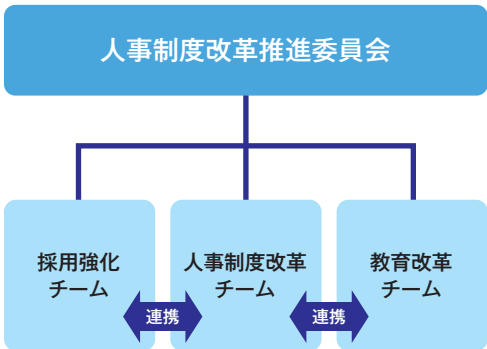 人事制度改革推進委員会
採用強化
チーム
人事制度改革
チーム
教育改革
チーム
連携
連携